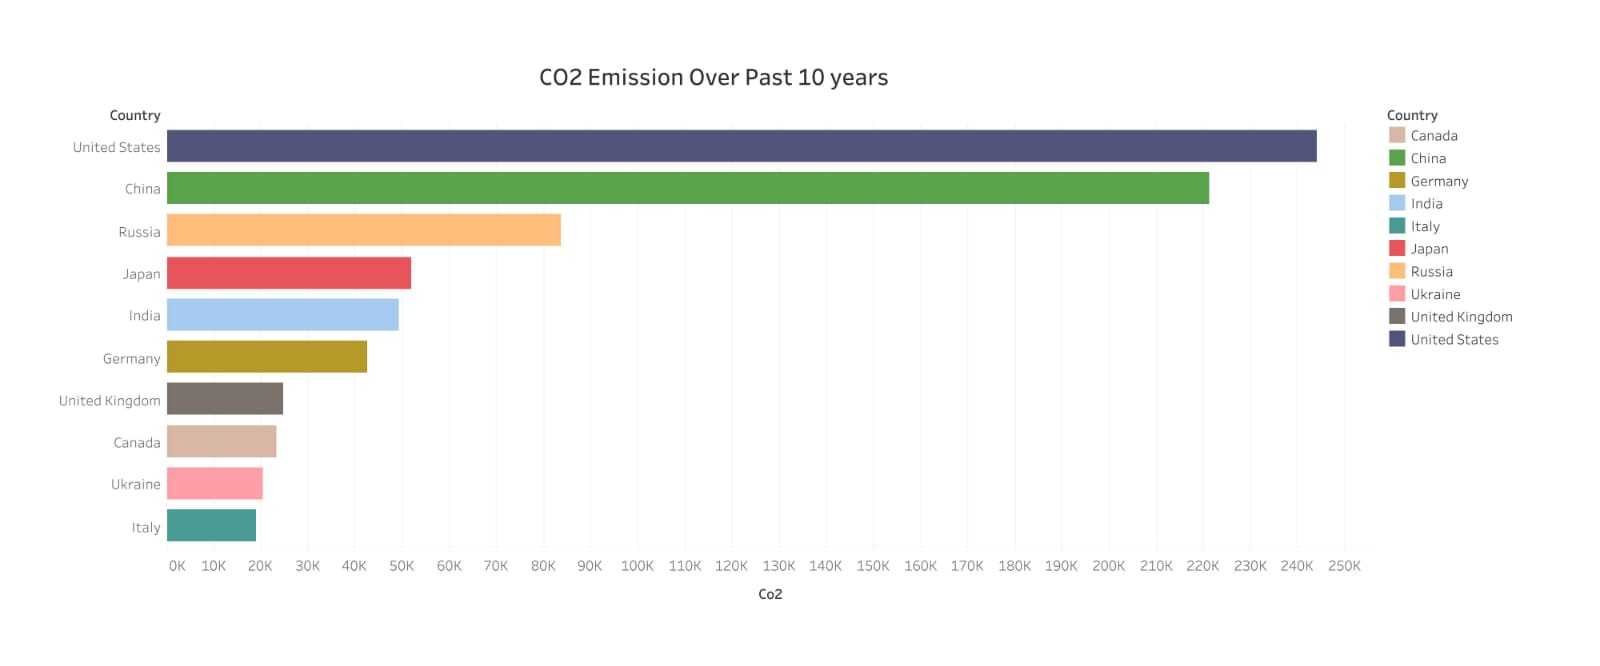 CO2 Emission Over Past 10 years
Country
United States
China
Russia
Japan
India
Germany
United Kingdom
Canada
Ukraine
Italy
0K 10K 20K 30K 40K 50K 60K 70K 80K 90K 100K 110K 120K 130K 140K 150K 160K 170K 180K 190K 200K 210K 220K 230K 240K 250K
Co2
Country
Canada
China
Germany
India
Italy
Japan
Russia
Ukraine
United Kingdom
United States